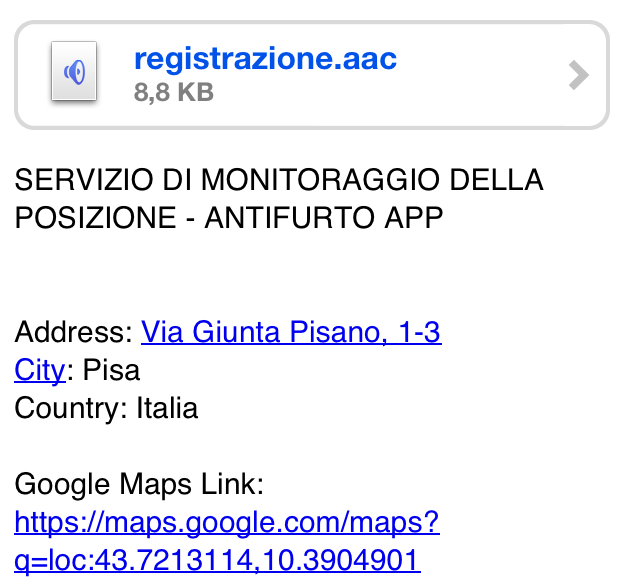 registrazione.aac
8,8 KB
SERVIZIO DI MONITORAGGIO DELLA
POSIZIONE - ANTIFURTO APP
Address: Via Giunta Pisano, 1-3
City: Pisa
Country: Italia
Google Maps Link:
https://maps.google.com/maps?
q=loc:43.7213114,10.3904901